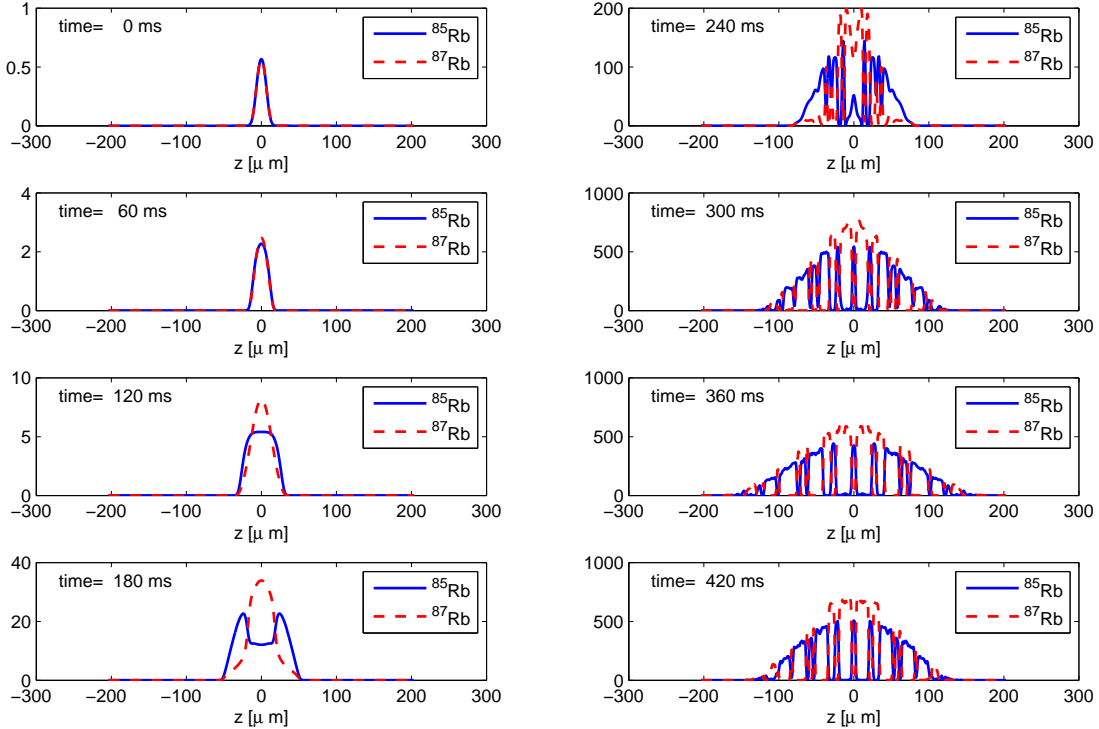 time= 0 ms
85Rb
87Rb
1
0.5
0
−300 −200 −100 0 100 200 300
z [μ m]
time= 60 ms
85Rb
87Rb
4
2
0
−300 −200 −100 0 100 200 300
z [μ m]
time= 120 ms
85Rb
87Rb
10
5
0
−300 −200 −100 0 100 200 300
z [μ m]
time= 180 ms
85Rb
87Rb
40
20
0
−300 −200 −100 0 100 200 300
z [μ m]
time= 240 ms
85Rb
87Rb
200
100
0
−300 −200 −100 0 100 200 300
z [μ m]
time= 300 ms
85Rb
87Rb
1000
500
0
−300 −200 −100 0 100 200 300
z [μ m]
time= 360 ms
85Rb
87Rb
1000
500
0
−300 −200 −100 0 100 200 300
z [μ m]
time= 420 ms
85Rb
87Rb
1000
500
0
−300 −200 −100 0 100 200 300
z [μ m]